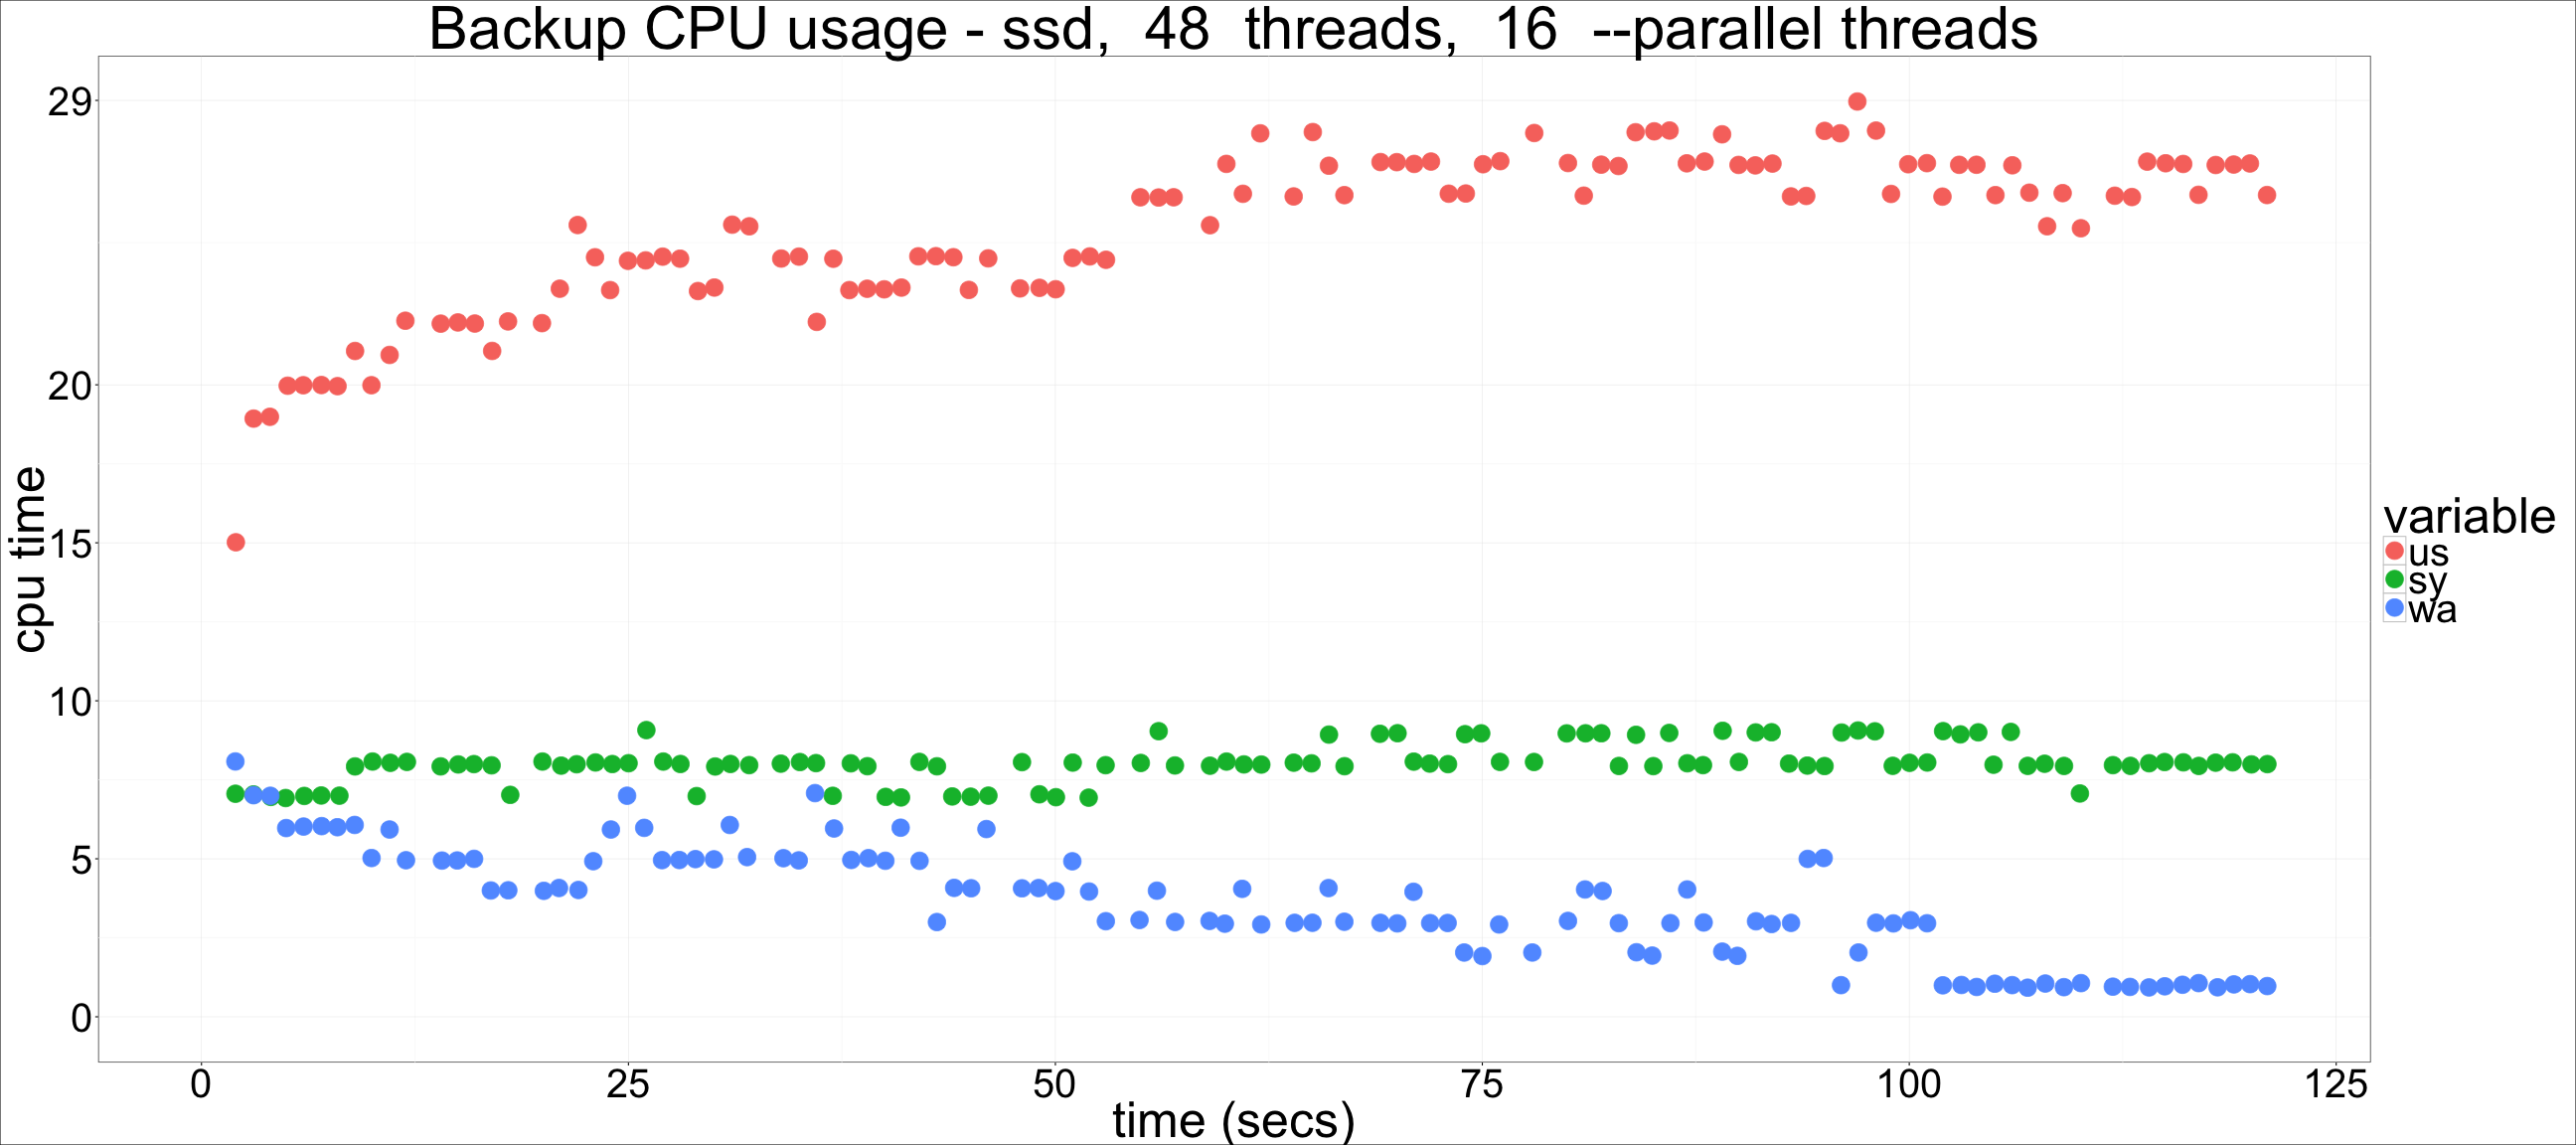 Backup CPU usage - ssd,  48  threads,  16  --parallel threads
cpu time
29
20
15
10
5
0
0 25 50 75 100 125
time (secs)
variable
us
sy
wa